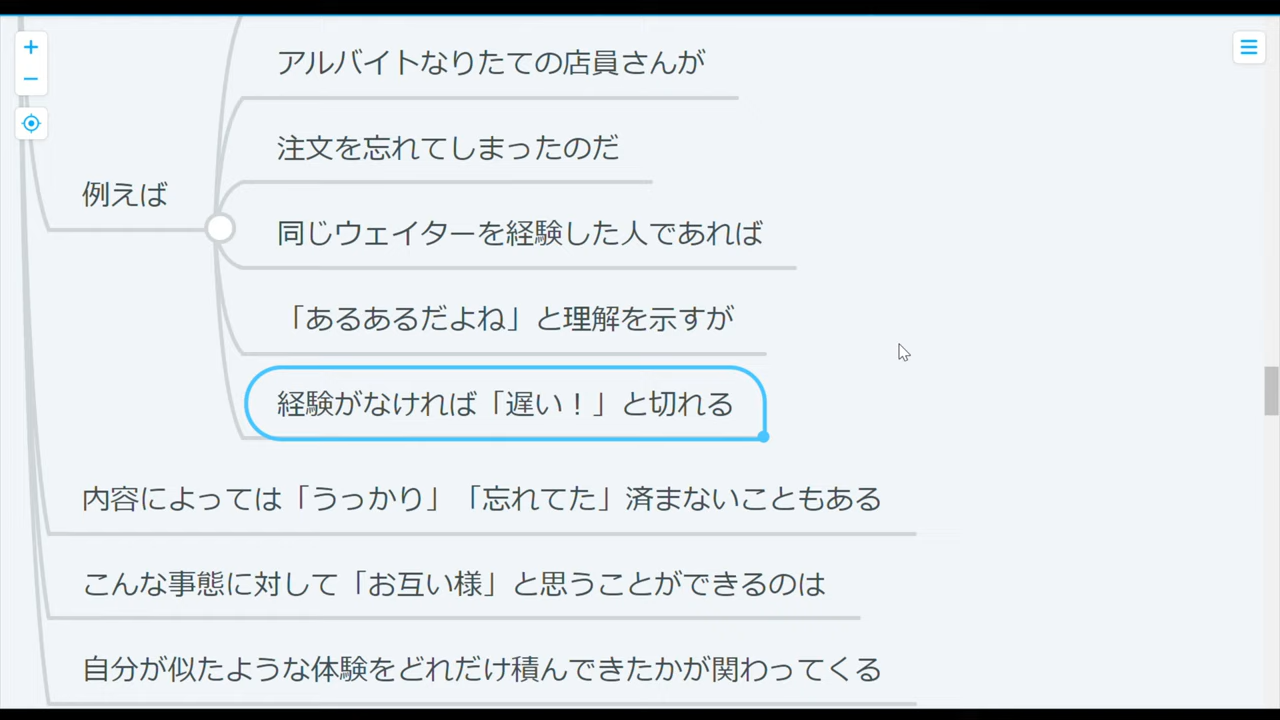 アルバイトなりたての店員さんが
注文を忘れてしまったのだ
例えば
同じウェイターを経験した人であれば
「あるあるだよね」と理解を示すが
経験がなければ「遅い！」と切れる
内容によっては「うっかり」「忘れてた」済まないこともある
こんな事態に対して「お互い様」と思うことができるのは
自分が似たような体験をどれだけ積んできたかが関わってくる